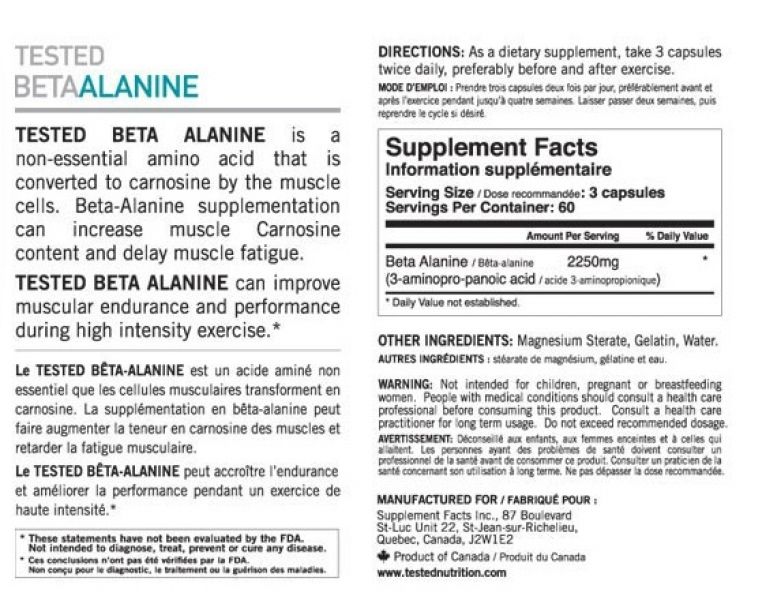 TESTED
BETAALANINE
TESTED BETA ALANINE is a
non-essential amino acid that is
converted to carnosine by the muscle
cells. Beta-Alanine supplementation
can increase muscle Carnosine
content and delay muscle fatigue.
TESTED BETA ALANINE can improve
muscular endurance and performance
during high intensity exercise.*
Le TESTED BÊTA-ALANINE est un acide aminé non
essentiel que les cellules musculaires transforment en
carnosine. La supplémentation en bêta-alanine peut
faire augmenter la teneur en carnosine des muscles et
retarder la fatigue musculaire.
Le TESTED BÊTA-ALANINE peut accroître l'endurance
et améliorer la performance pendant un exercice de
haute intensité.*
* These statements have not been evaluated by the FDA.
Not intended to diagnose, treat, prevent or cure any disease.
* Ces conclusions n'ont pas été vérifiées par la FDA.
Non conçu pour le diagnostic, le traitement ou la guérison des maladies.
DIRECTIONS: As a dietary supplement, take 3 capsules
twice daily, preferably before and after exercise.
MODE D'EMPLOI : Prendre trois capsules deux fois par jour, préférablement avant et
après l'exercice pendant jusqu'à quatre semaines. Laisser passer deux semaines, puis
reprendre le cycle si désiré.
Supplement Facts
Information supplémentaire
Serving Size / Dose recommandée: 3 capsules
Servings Per Container: 60
Amount Per Serving % Daily Value
Beta Alanine / Bêta-alanine 2250mg *
(3-aminopro-panoic acid / acide 3-aminopropionique)
* Daily Value not established.
OTHER INGREDIENTS: Magnesium Sterate, Gelatin, Water.
AUTRES INGRÉDIENTS : stéarate de magnésium, gélatine et eau.
WARNING: Not intended for children, pregnant or breastfeeding
women. People with medical conditions should consult a health care
professional before consuming this product. Consult a health care
practitioner for long term usage. Do not exceed recommended dosage.
AVERTISSEMENT: Déconseillé aux enfants, aux femmes enceintes et à celles qui
allaitent. Les personnes ayant des problèmes de santé doivent consulter un
professionnel de la santé avant de consommer ce produit. Consulter un praticien de la
santé concernant son utilisation à long terme. Ne pas dépasser la dose recommandée.
MANUFACTURED FOR / FABRIQUÉ POUR :
Supplement Facts Inc., 87 Boulevard
St-Luc Unit 22, St-Jean-sur-Richelieu,
Quebec, Canada, J2W1E2
Product of Canada / Produit du Canada
www.testednutrition.com